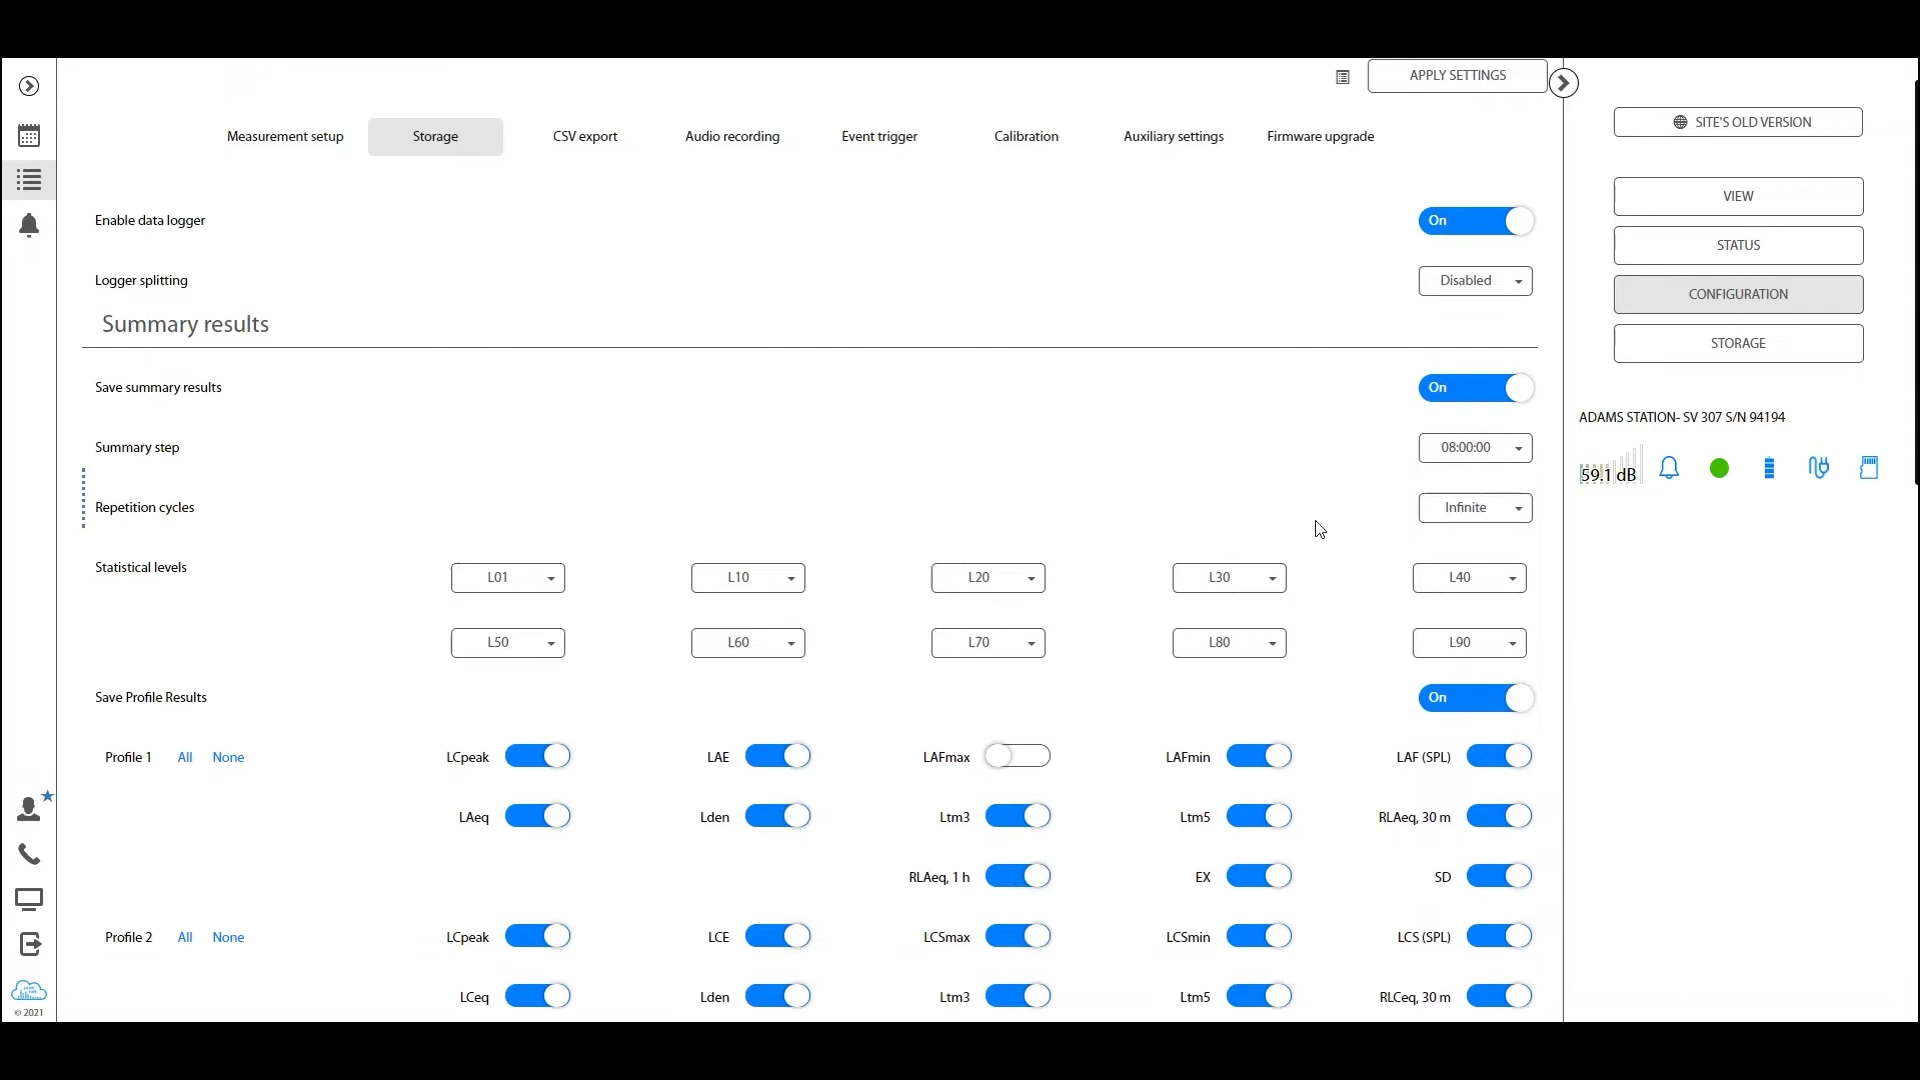 APPLY SETTINGS
SITE'S OLD VERSION
Measurement setup Storage CSV export Audio recording Event trigger Calibration Auxiliary settings Firmware upgrade
VIEW
Enable data logger On
STATUS
Logger splitting Disabled
CONFIGURATION
Summary results
STORAGE
Save summary results On
ADAMS STATION- SV 307 S/N 94194
Summary step 08:00:00
59.1 dB
Repetition cycles Infinite
Statistical levels L01 L10 L20 L30 L40
L50 L60 L70 L80 L90
Save Profile Results On
Profile 1 All None LCpeak LAE LAFmax LAFmin LAF (SPL)
LAeq Lden Ltm3 Ltm5 RLAeq, 30 m
RLAeq, 1 h EX SD
Profile 2 All None LCpeak LCE LCSmax LCSmin LCS (SPL)
LCeq Lden Ltm3 Ltm5 RLCeq, 30 m
© 2021